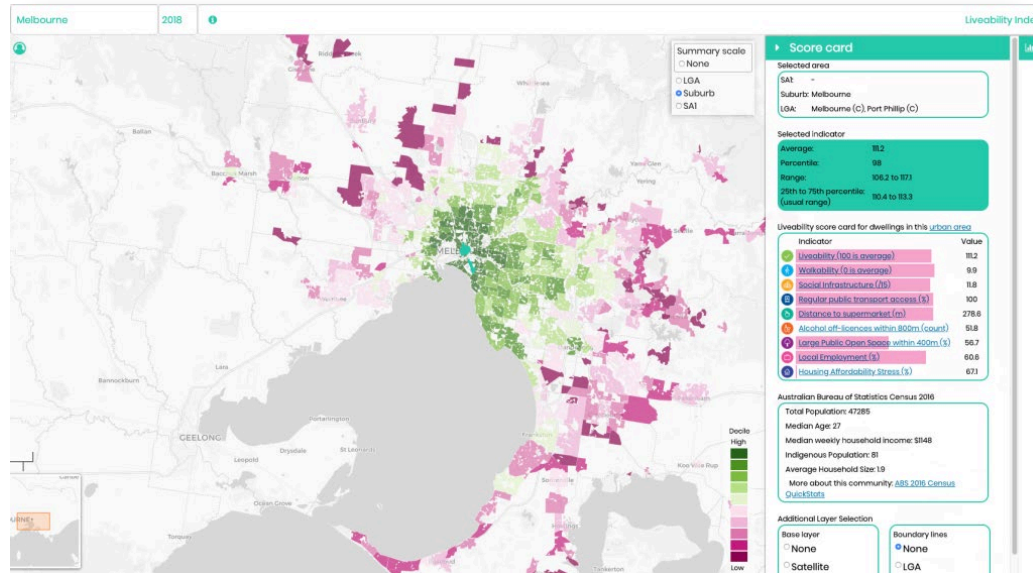 Melbourne
2018
Liveability Inde
Summary scale
None
LGA
Suburb
SA1
Score card
Selected area
SA1: -
Suburb: Melbourne
LGA: Melbourne (C), Port Phillip (C)
Selected Indicator
Average: 111.2
Percentile: 98
Range: 106.2 to 117.1
25th to 75th percentile: (usual range) 110.4 to 113.3
Liveability score card for dwellings in this urban area
Indicator Value
Liveability (100 is average) 111.2
Walkability (0 is average) 9.9
Social Infrastructure (/15) 11.8
Regular public transport access (%) 100
Distance to supermarket (m) 278.6
Alcohol off-licences within 800m (count) 51.8
Large Public Open Space within 400m (%) 56.7
Local Employment (%) 60.6
Housing Affordability Stress (%) 67.1
Australian Bureau of Statistics Census 2016
Total Population: 47285
Median Age: 27
Median weekly household income: $1148
Indigenous Population: 81
Average Household Size: 1.9
More about this community: ABS 2016 Census
QuickStats
Additional Layer Selection
Base layer
None
Satellite
Boundary lines
None
LGA
Decile
High
Low
Ballan
Bacchus Marsh
Whittlesea
Yarra Glen
Yering
Lara
Bannockburn
GEELONG
Leopold
Drysdale
St Leonards
Portarlington
Ocean Grove
Torquay
Frankston
Somerville
Hastings
Koo Wee Rup
Tankerton